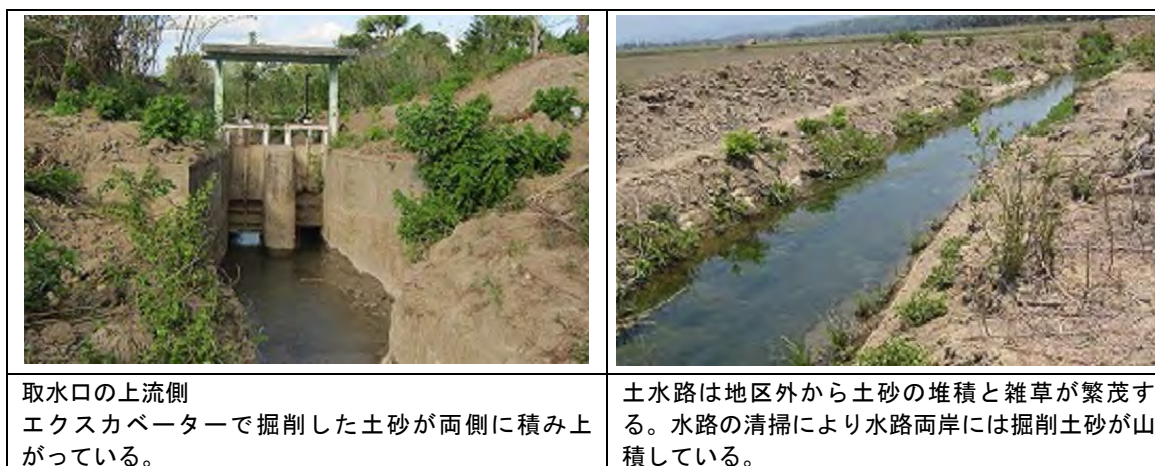 取水口の上流側
エクスカベーターで掘削した土砂が両側に積み上
がっている。
土水路は地区外から土砂の堆積と雑草が繁茂す
る。水路の清掃により水路両岸には掘削土砂が山
積している。